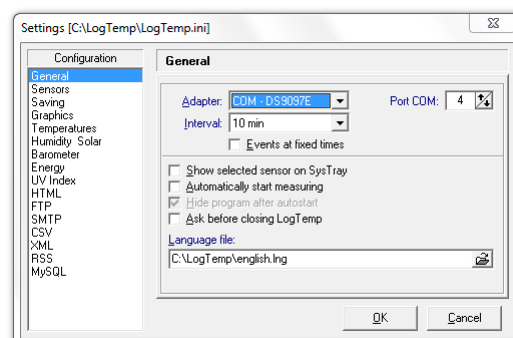 Settings [C:\LogTemp\LogTemp.ini]
Configuration
General
Sensors
Saving
Graphics
Temperatures
Humidity Solar
Barometer
Energy
UV Index
HTML
FTP
SMTP
CSV
XML
RSS
MySQL
General
Adapter: COM - DS9097E Port COM: 4
Interval: 10 min
Events at fixed times
Show selected sensor on SysTray
Automatically start measuring
Hide program after autostart
Ask before closing LogTemp
Language file:
C:\LogTemp\english.lng
OK Cancel